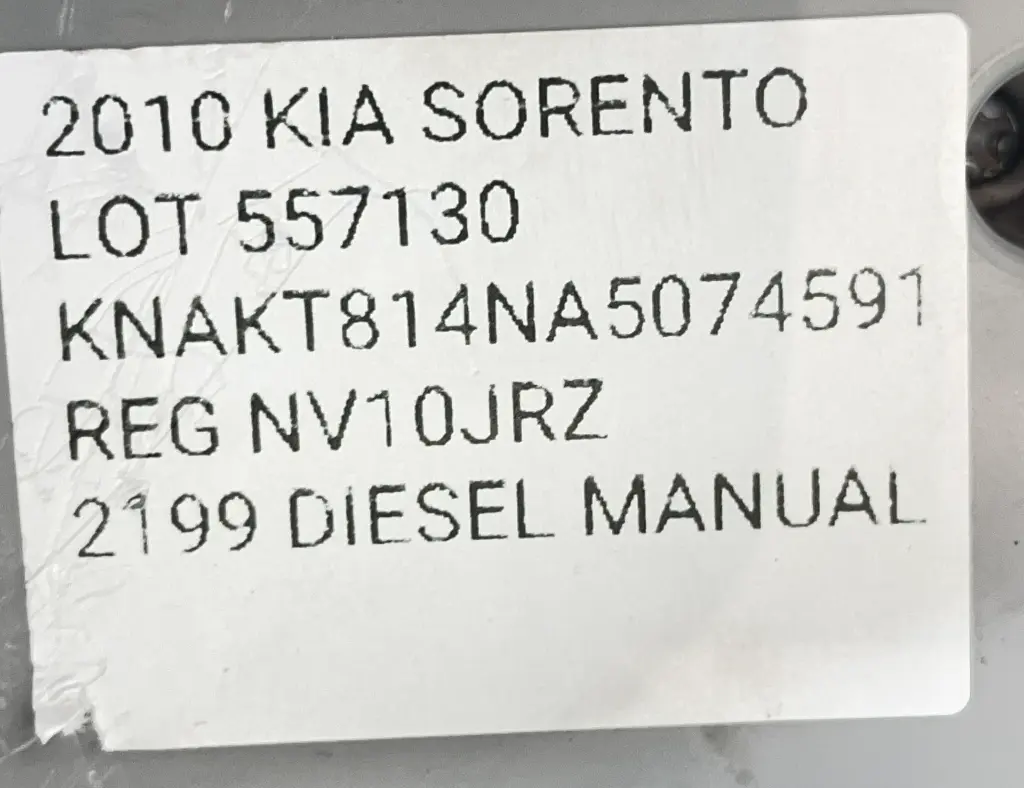 2010 KIA SORENTO
LOT 557130
KNAKT814NA5074591
REG NV10JRZ
2199 DIESEL MANUAL